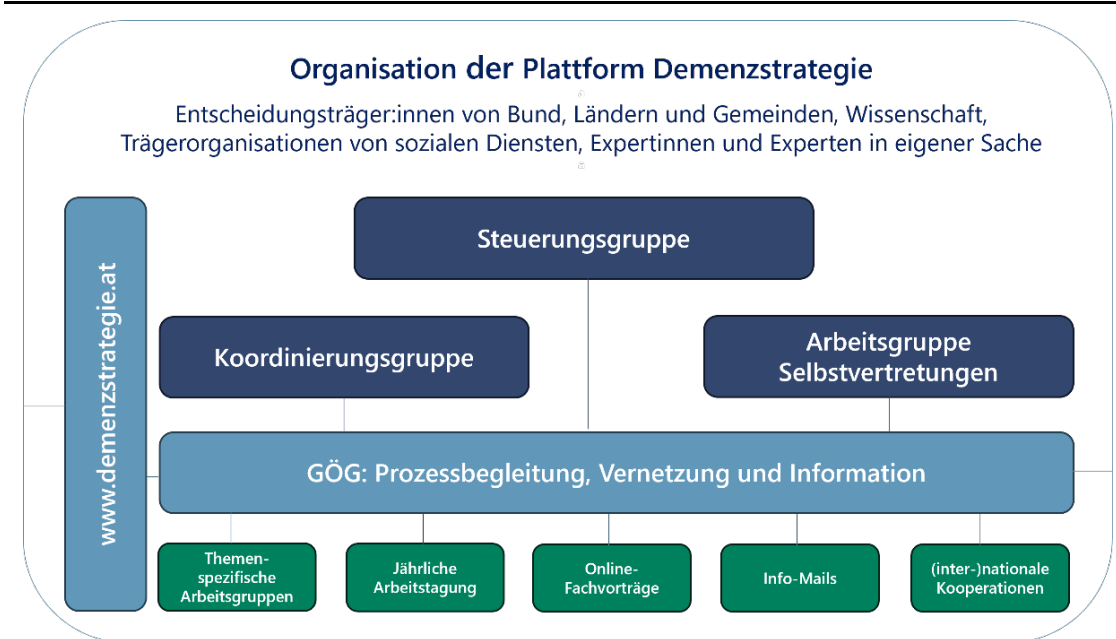 Organisation der Plattform Demenzstrategie
Entscheidungsträger:innen von Bund, Ländern und Gemeinden, Wissenschaft,
Trägerorganisationen von sozialen Diensten, Expertinnen und Experten in eigener Sache
www.demenzstrategie.at
Steuerungsgruppe
Koordinierungsgruppe
Arbeitsgruppe
Selbstvertretungen
GÖG: Prozessbegleitung, Vernetzung und Information
Themen-
spezifische
Arbeitsgruppen
Jährliche
Arbeitstagung
Online-
Fachvorträge
Info-Mails
(inter-)nationale
Kooperationen